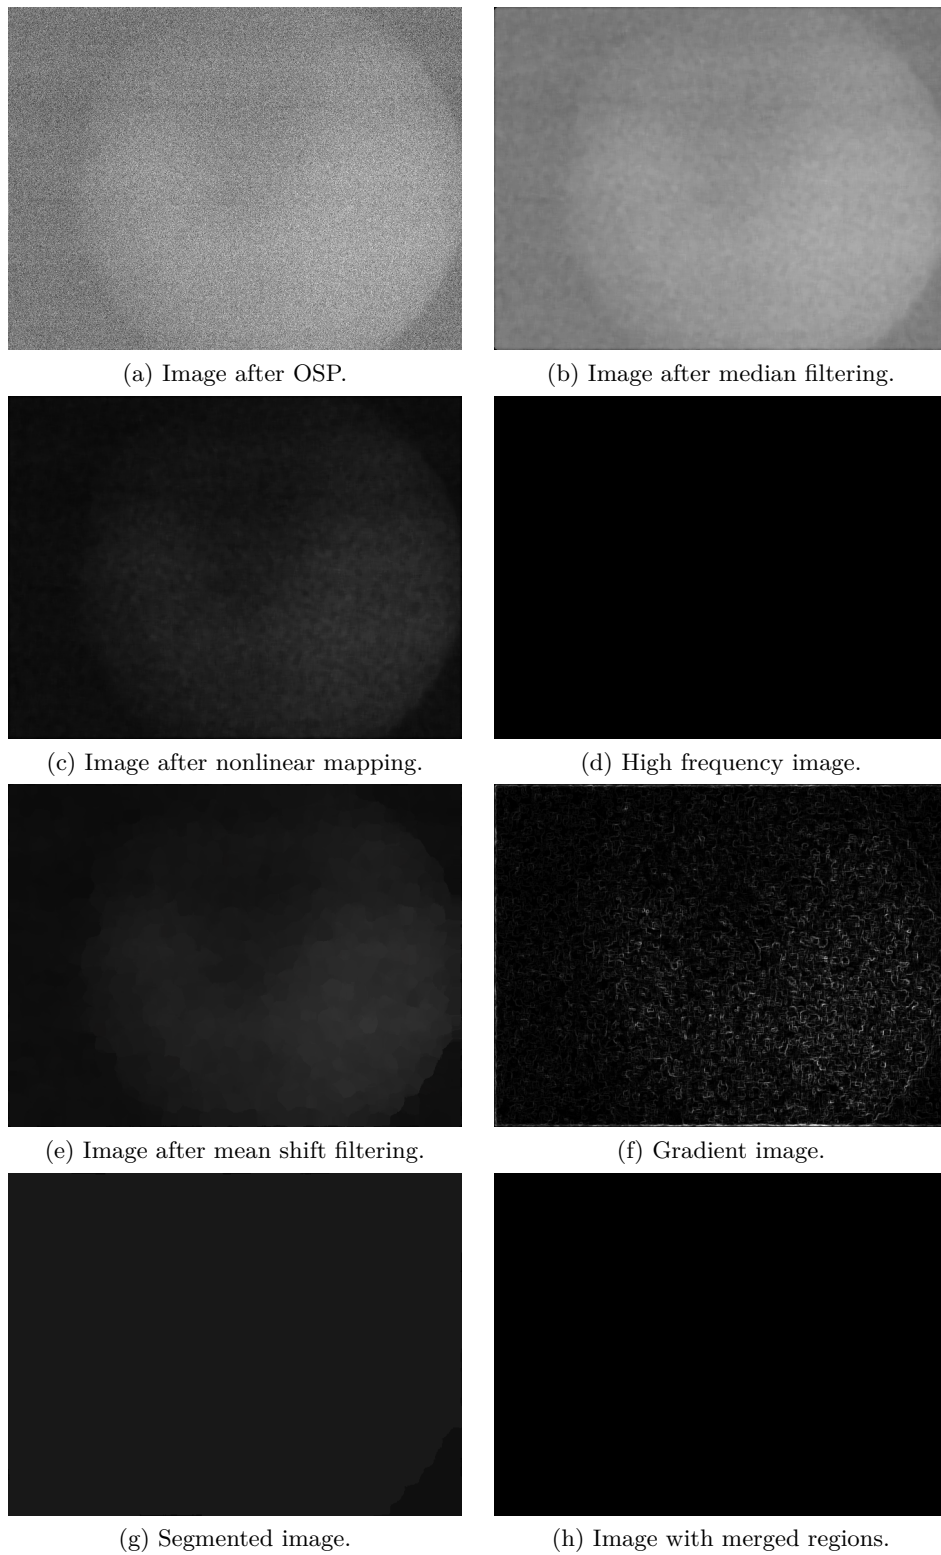 (a) Image after OSP.
(b) Image after median filtering.
(c) Image after nonlinear mapping.
(d) High frequency image.
(e) Image after mean shift filtering.
(f) Gradient image.
(g) Segmented image.
(h) Image with merged regions.